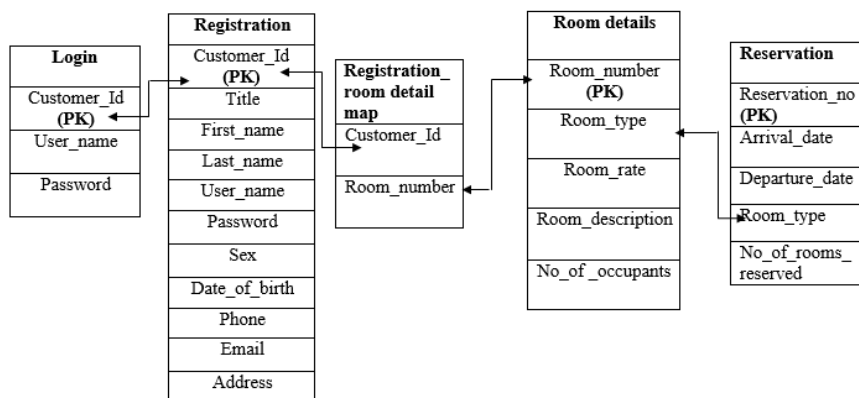 Login
Customer_Id
(PK)
User_name
Password
Registration
Customer_Id
(PK)
Title
First_name
Last_name
User_name
Password
Sex
Date_of_birth
Phone
Email
Address
Registration_
room detail
map
Customer_Id
Room_number
Room details
Room_number
(PK)
Room_type
Room_rate
Room_description
No_of _occupants
Reservation
Reservation_no
(PK)
Arrival_date
Departure_date
Room_type
No_of_rooms_
reserved